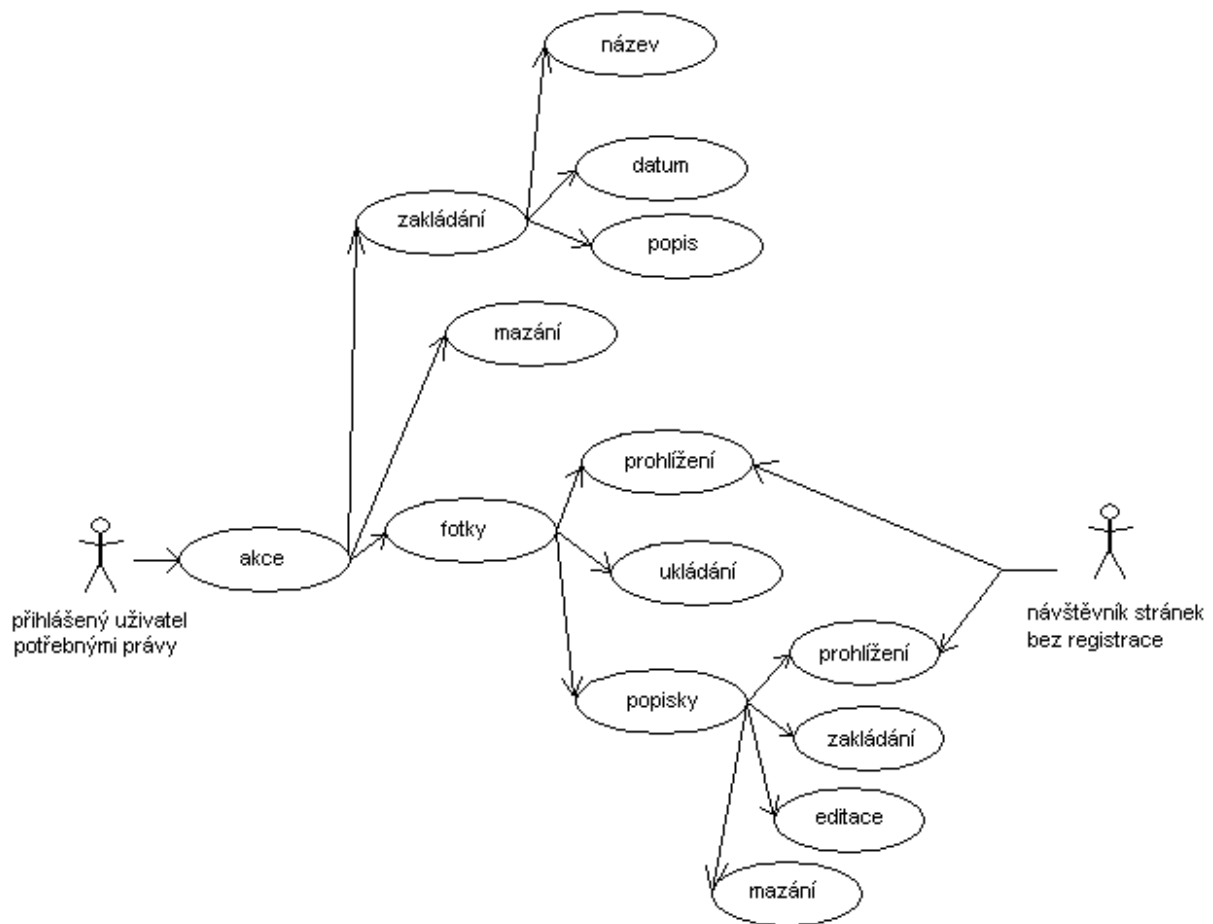 název
datum
zakládání
popis
mazání
prohlížení
fotky
akce
ukládání
přihlášený uživatel
potřebnými právy
návštěvník stránek
bez registrace
prohlížení
popisky
zakládání
editace
mazání